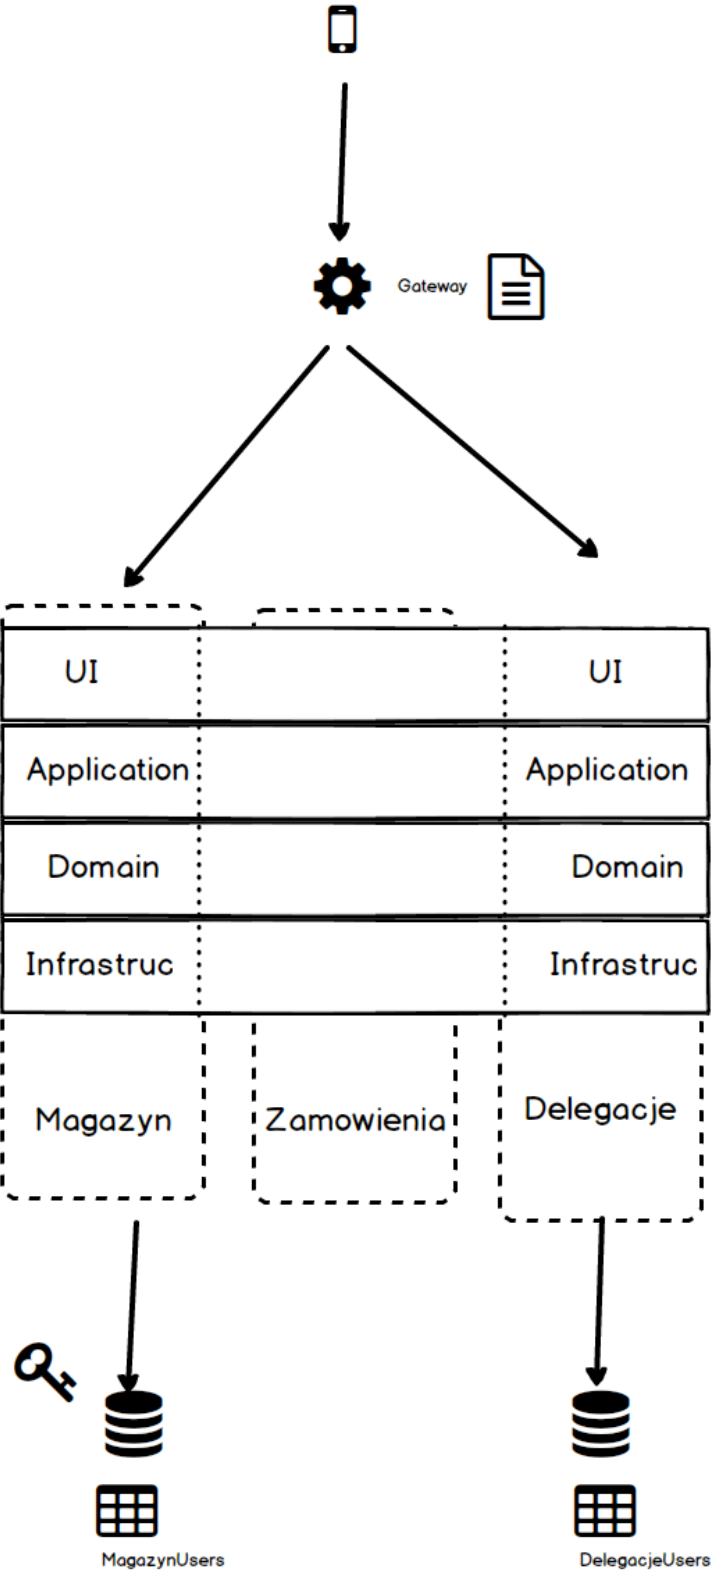 Gateway
UI
UI
Application
Application
Domain
Domain
Infrastruc
Infrastruc
Magazyn
Zamowienia
Delegacje
MagazynUsers
DelegacjeUsers